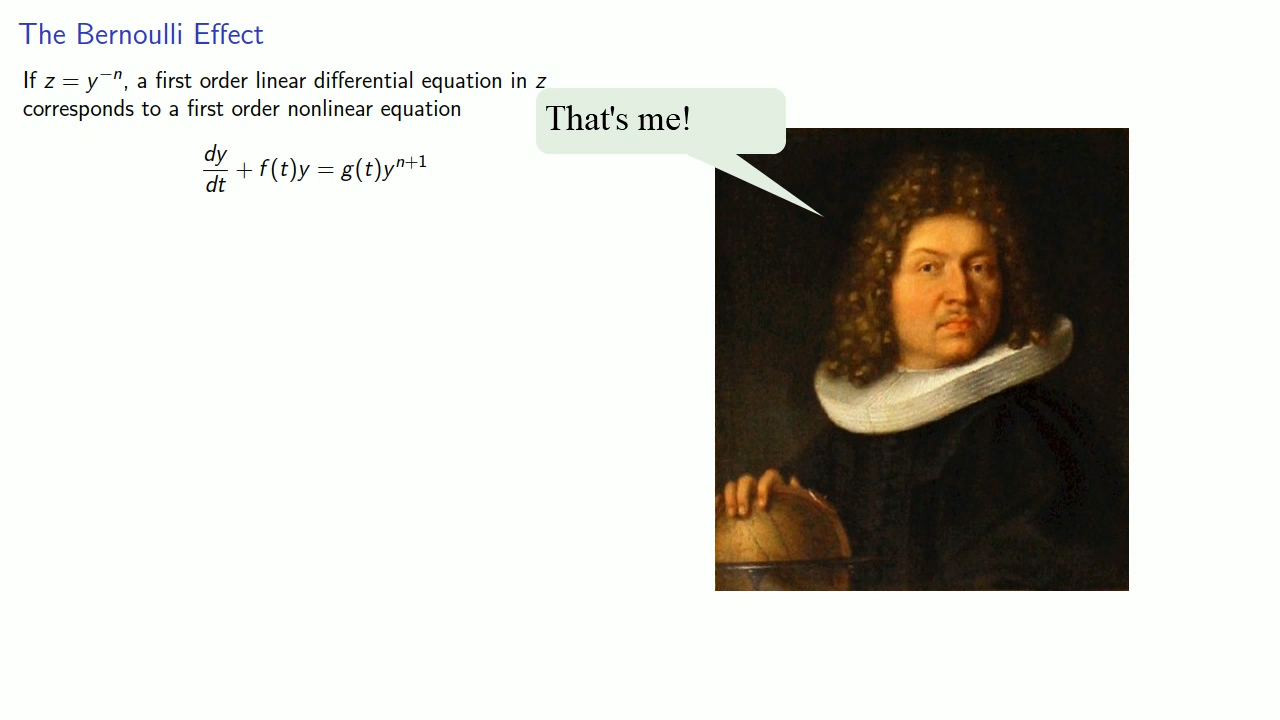 The Bernoulli Effect
If z = y⁻ⁿ, a first order linear differential equation in z
corresponds to a first order nonlinear equation
That's me!
dy/dt + f(t)y = g(t)yⁿ⁺¹